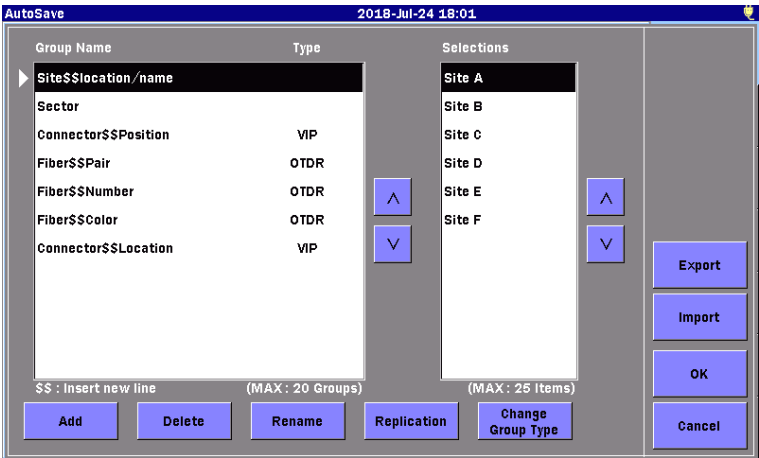 AutoSave 2018-Jul-24 18:01
Group Name Type Selections
Site$$location/name Site A
Sector Site B
Connector$$Position VIP Site C
Fiber$$Pair OTDR Site D
Fiber$$Number OTDR Site E
Fiber$$Color OTDR Site F
Connector$$Location VIP
Export
Import
OK
Cancel
$$ : Insert new line (MAX : 20 Groups) (MAX : 25 Items)
Add Delete Rename Replication Change
Group Type